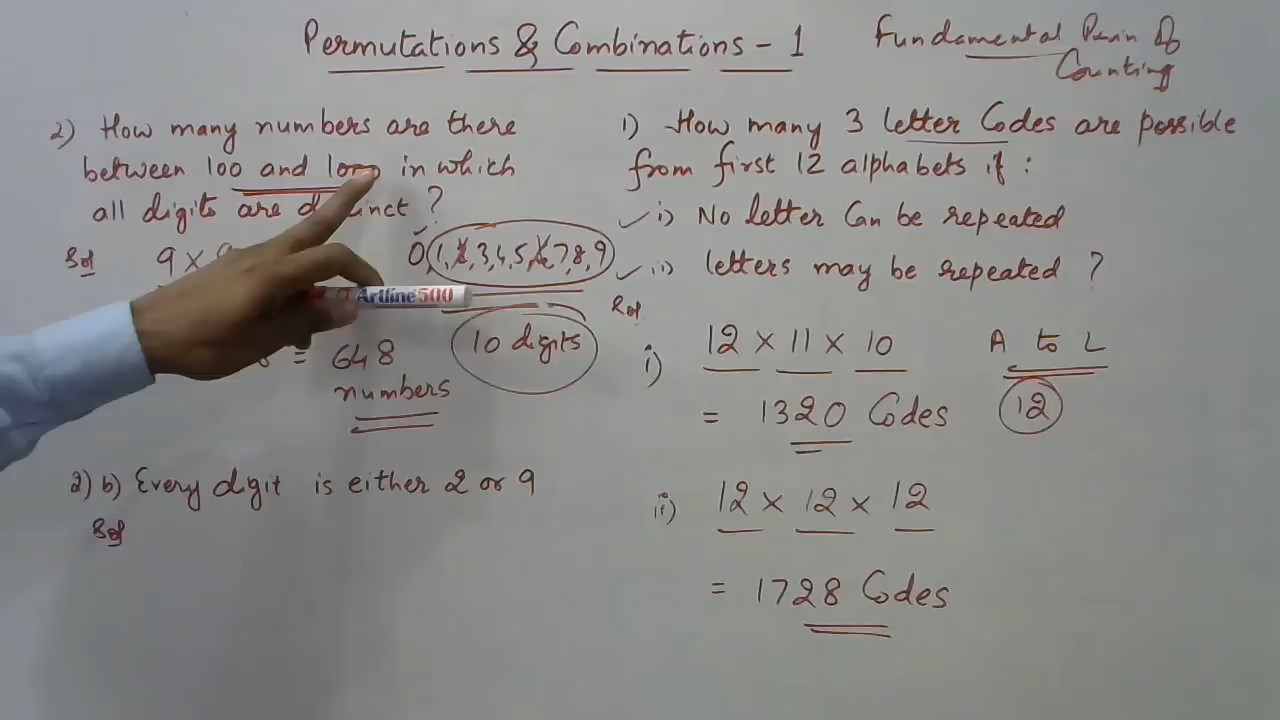 Permutations & Combinations - 1
Fundamental Prin Of
Counting
2) How many numbers are there
between 100 and 1000 in which
all digits are
Sol 9 x 9
0, 1, 2, 3, 4, 5, 6, 7, 8, 9
Artline 500
10 digits
= 648
numbers
2) b) Every digit is either 2 or 9
Sol
1) How many 3 letter Codes are possible
from first 12 alphabets if :
i) No letter Can be repeated
ii) letters may be repeated ?
Sol
i) 12 x 11 x 10
A to L
12
= 1320 Codes
ii) 12 x 12 x 12
= 1728 Codes